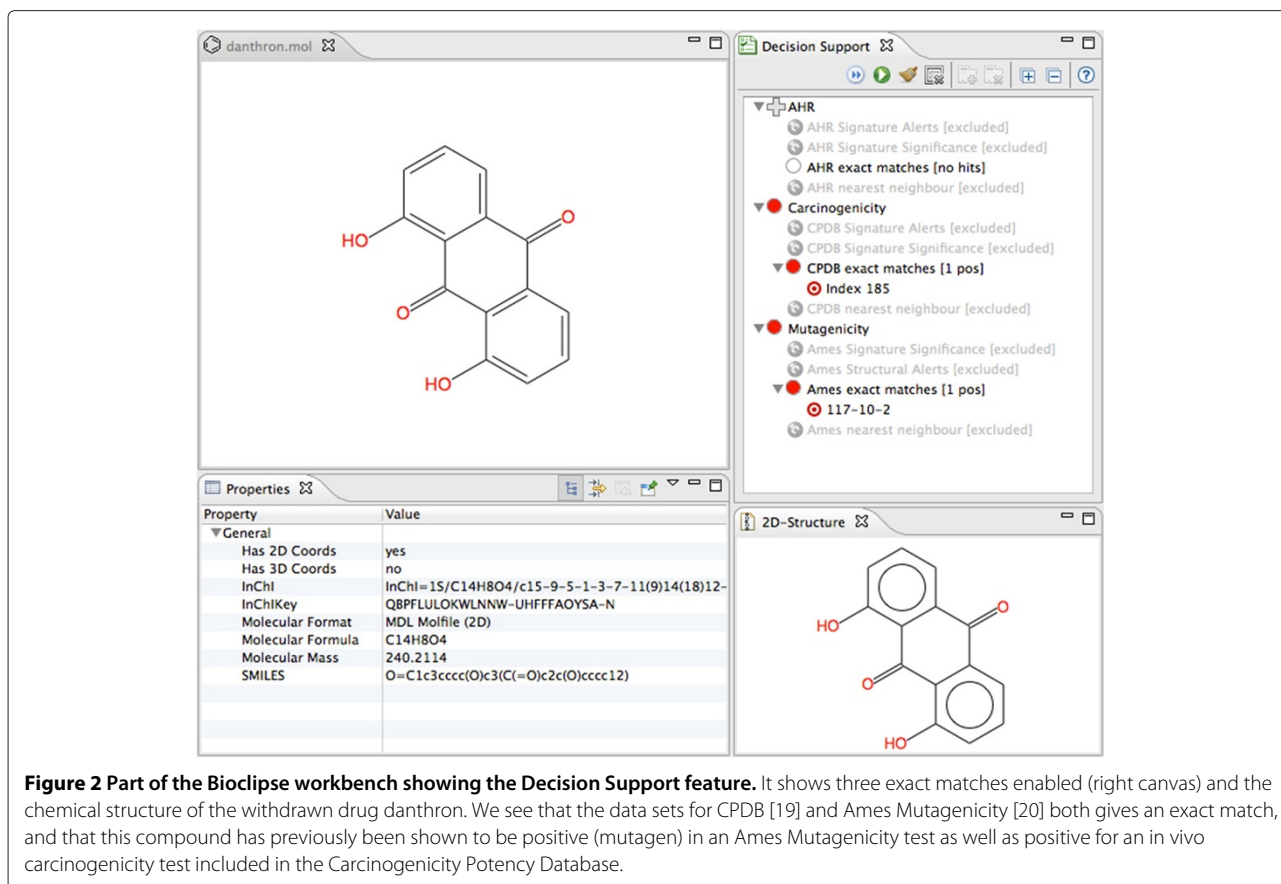 danthron.mol
HO
O
O
HO
Decision Support
AHR
AHR Signature Alerts [excluded]
AHR Signature Significance [excluded]
AHR exact matches [no hits]
AHR nearest neighbour [excluded]
Carcinogenicity
CPDB Signature Alerts [excluded]
CPDB Signature Significance [excluded]
CPDB exact matches [1 pos]
Index 185
CPDB nearest neighbour [excluded]
Mutagenicity
Ames Signature Significance [excluded]
Ames Structural Alerts [excluded]
Ames exact matches [1 pos]
117-10-2
Ames nearest neighbour [excluded]
Properties
Property Value
General
Has 2D Coords yes
Has 3D Coords no
InChI InChI=1S/C14H8O4/c15-9-5-1-3-7-11(9)14(18)12-
InChIKey QBPFLULOKWLNNW-UHFFFAOYSA-N
Molecular Format MDL Molfile (2D)
Molecular Formula C14H8O4
Molecular Mass 240.2114
SMILES O=C1c3cccc(O)c3(C(=O)c2c(O)cccc12)
2D-Structure
HO
O
O
HO
Figure 2 Part of the Bioclipse workbench showing the Decision Support feature. It shows three exact matches enabled (right canvas) and the
chemical structure of the withdrawn drug danthron. We see that the data sets for CPDB [19] and Ames Mutagenicity [20] both gives an exact match,
and that this compound has previously been shown to be positive (mutagen) in an Ames Mutagenicity test as well as positive for an in vivo
carcinogenicity test included in the Carcinogenicity Potency Database.